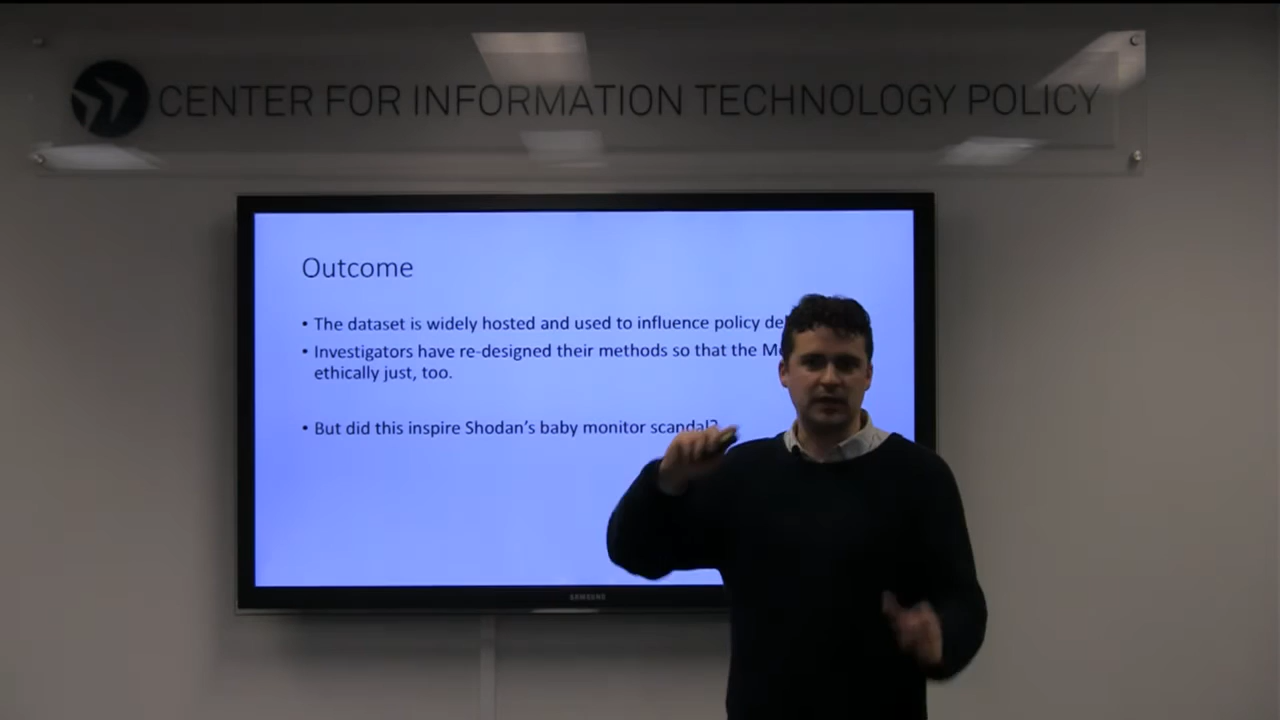 CENTER FOR INFORMATION TECHNOLOGY POLICY
Outcome
• The dataset is widely hosted and used to influence policy
• Investigators have re-designed their methods so that the
ethically just, too.
• But did this inspire Shodan's baby monitor scandal?
SAMSUNG